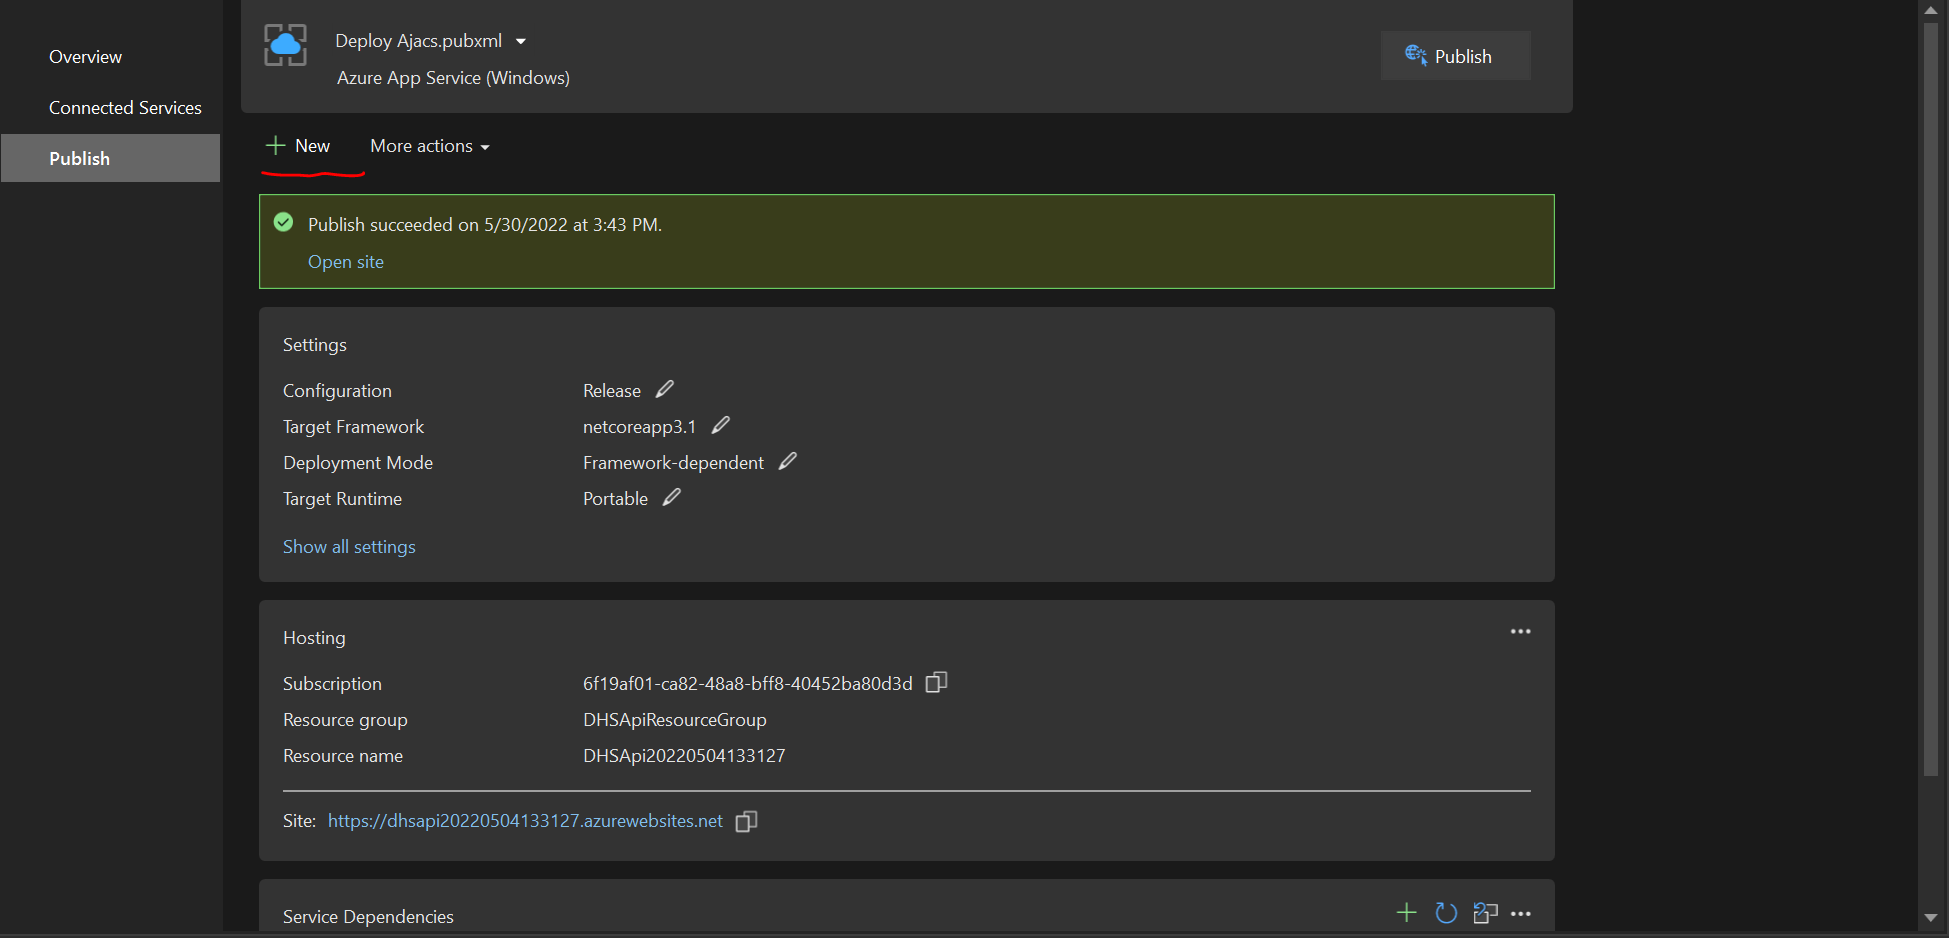 Overview
Connected Services
Publish
Deploy Ajacs.pubxml
Azure App Service (Windows)
Publish
New
More actions
Publish succeeded on 5/30/2022 at 3:43 PM.
Open site
Settings
Configuration Release
Target Framework netcoreapp3.1
Deployment Mode Framework-dependent
Target Runtime Portable
Show all settings
Hosting
Subscription 6f19af01-ca82-48a8-bff8-40452ba80d3d
Resource group DHSApiResourceGroup
Resource name DHSApi20220504133127
Site: https://dhsapi20220504133127.azurewebsites.net
Service Dependencies